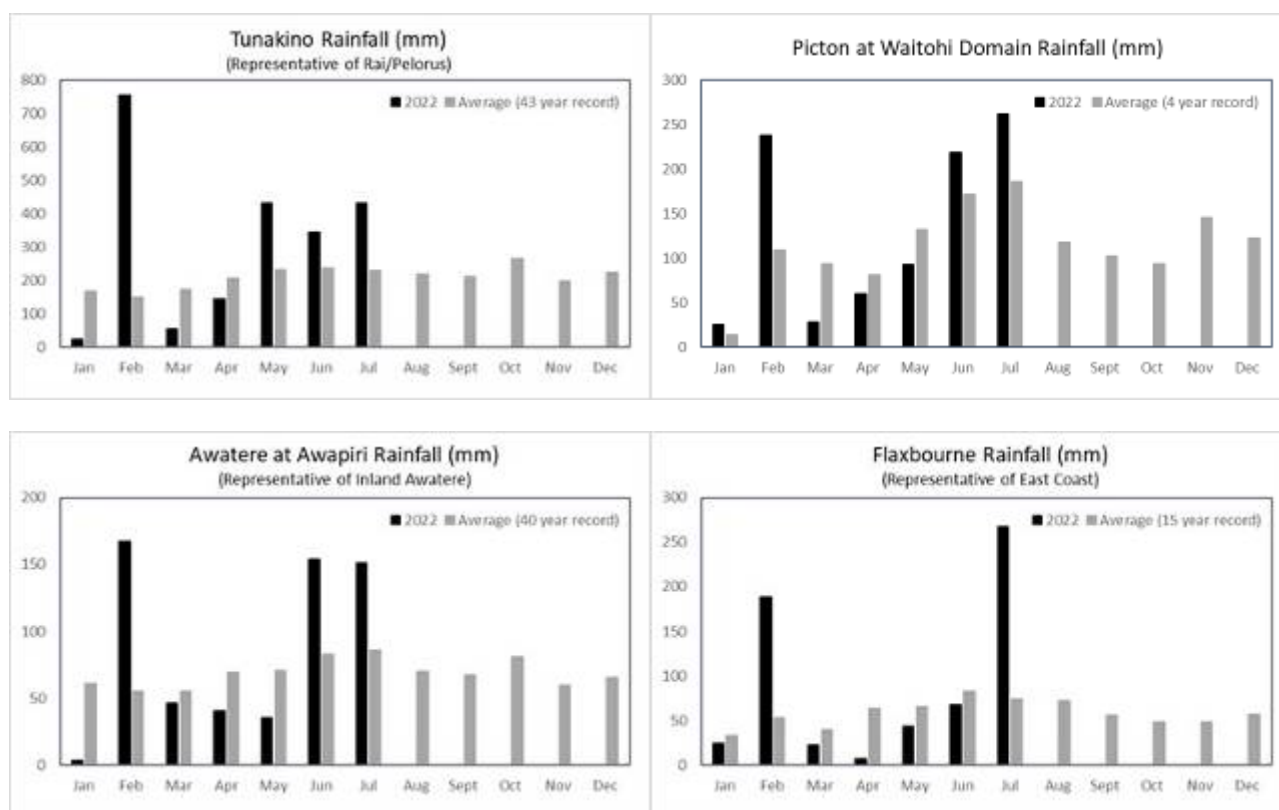 Tunakino Rainfall (mm)
(Representative of Rai/Pelorus)
2022 Average (43 year record)
800
700
600
500
400
300
200
100
0
Jan Feb Mar Apr May Jun Jul Aug Sept Oct Nov Dec
Picton at Waitohi Domain Rainfall (mm)
300
2022 Average (4 year record)
250
200
150
100
50
0
Jan Feb Mar Apr May Jun Jul Aug Sept Oct Nov Dec
Awatere at Awapiri Rainfall (mm)
(Representative of Inland Awatere)
200
2022 Average (40 year record)
150
100
50
0
Jan Feb Mar Apr May Jun Jul Aug Sept Oct Nov Dec
Flaxbourne Rainfall (mm)
(Representative of East Coast)
300
2022 Average (15 year record)
250
200
150
100
50
0
Jan Feb Mar Apr May Jun Jul Aug Sept Oct Nov Dec